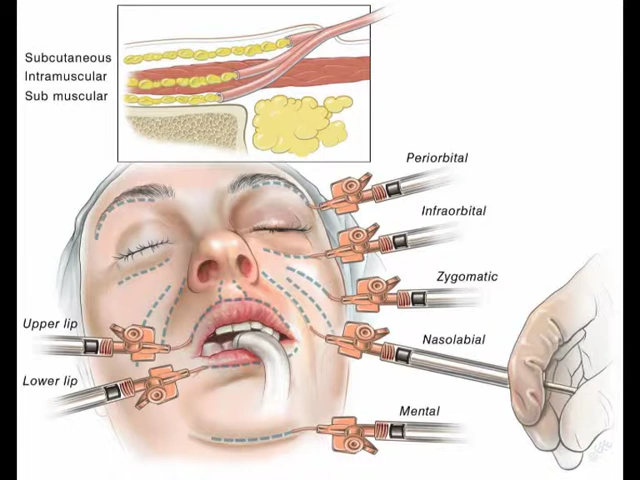 Subcutaneous
Intramuscular
Sub muscular
Periorbital
Infraorbital
Zygomatic
Upper lip
Nasolabial
Lower lip
Mental